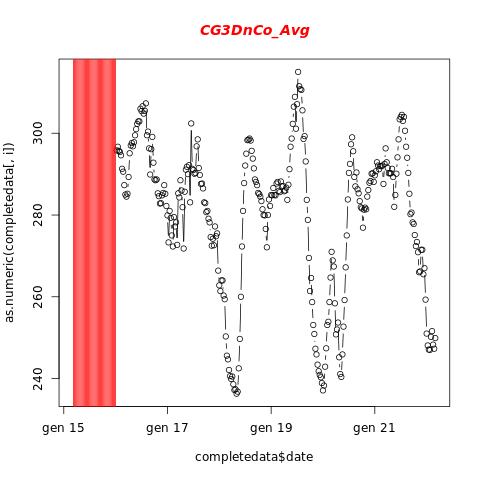 CG3DnCo_Avg
as.numeric(completedata[, i])
300
280
260
240
gen 15
gen 17
gen 19
gen 21
completedata$date